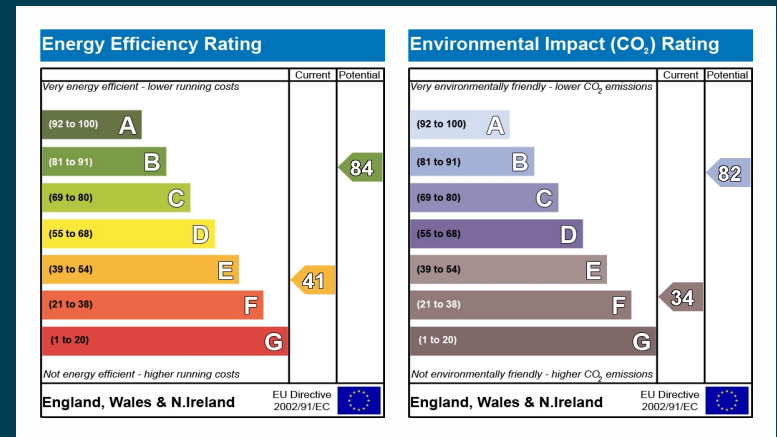 Energy Efficiency Rating
Current Potential
Very energy efficient - lower running costs
(92 to 100) A
(81 to 91) B
84
(69 to 80) C
(55 to 68) D
(39 to 54) E
41
(21 to 38) F
(1 to 20) G
Not energy efficient - higher running costs
England, Wales & N.Ireland
EU Directive
2002/91/EC
Environmental Impact (CO₂) Rating
Current Potential
Very environmentally friendly - lower CO₂ emissions
(92 to 100) A
(81 to 91) B
82
(69 to 80) C
(55 to 68) D
(39 to 54) E
(21 to 38) F
34
(1 to 20) G
Not environmentally friendly - higher CO₂ emissions
England, Wales & N.Ireland
EU Directive
2002/91/EC